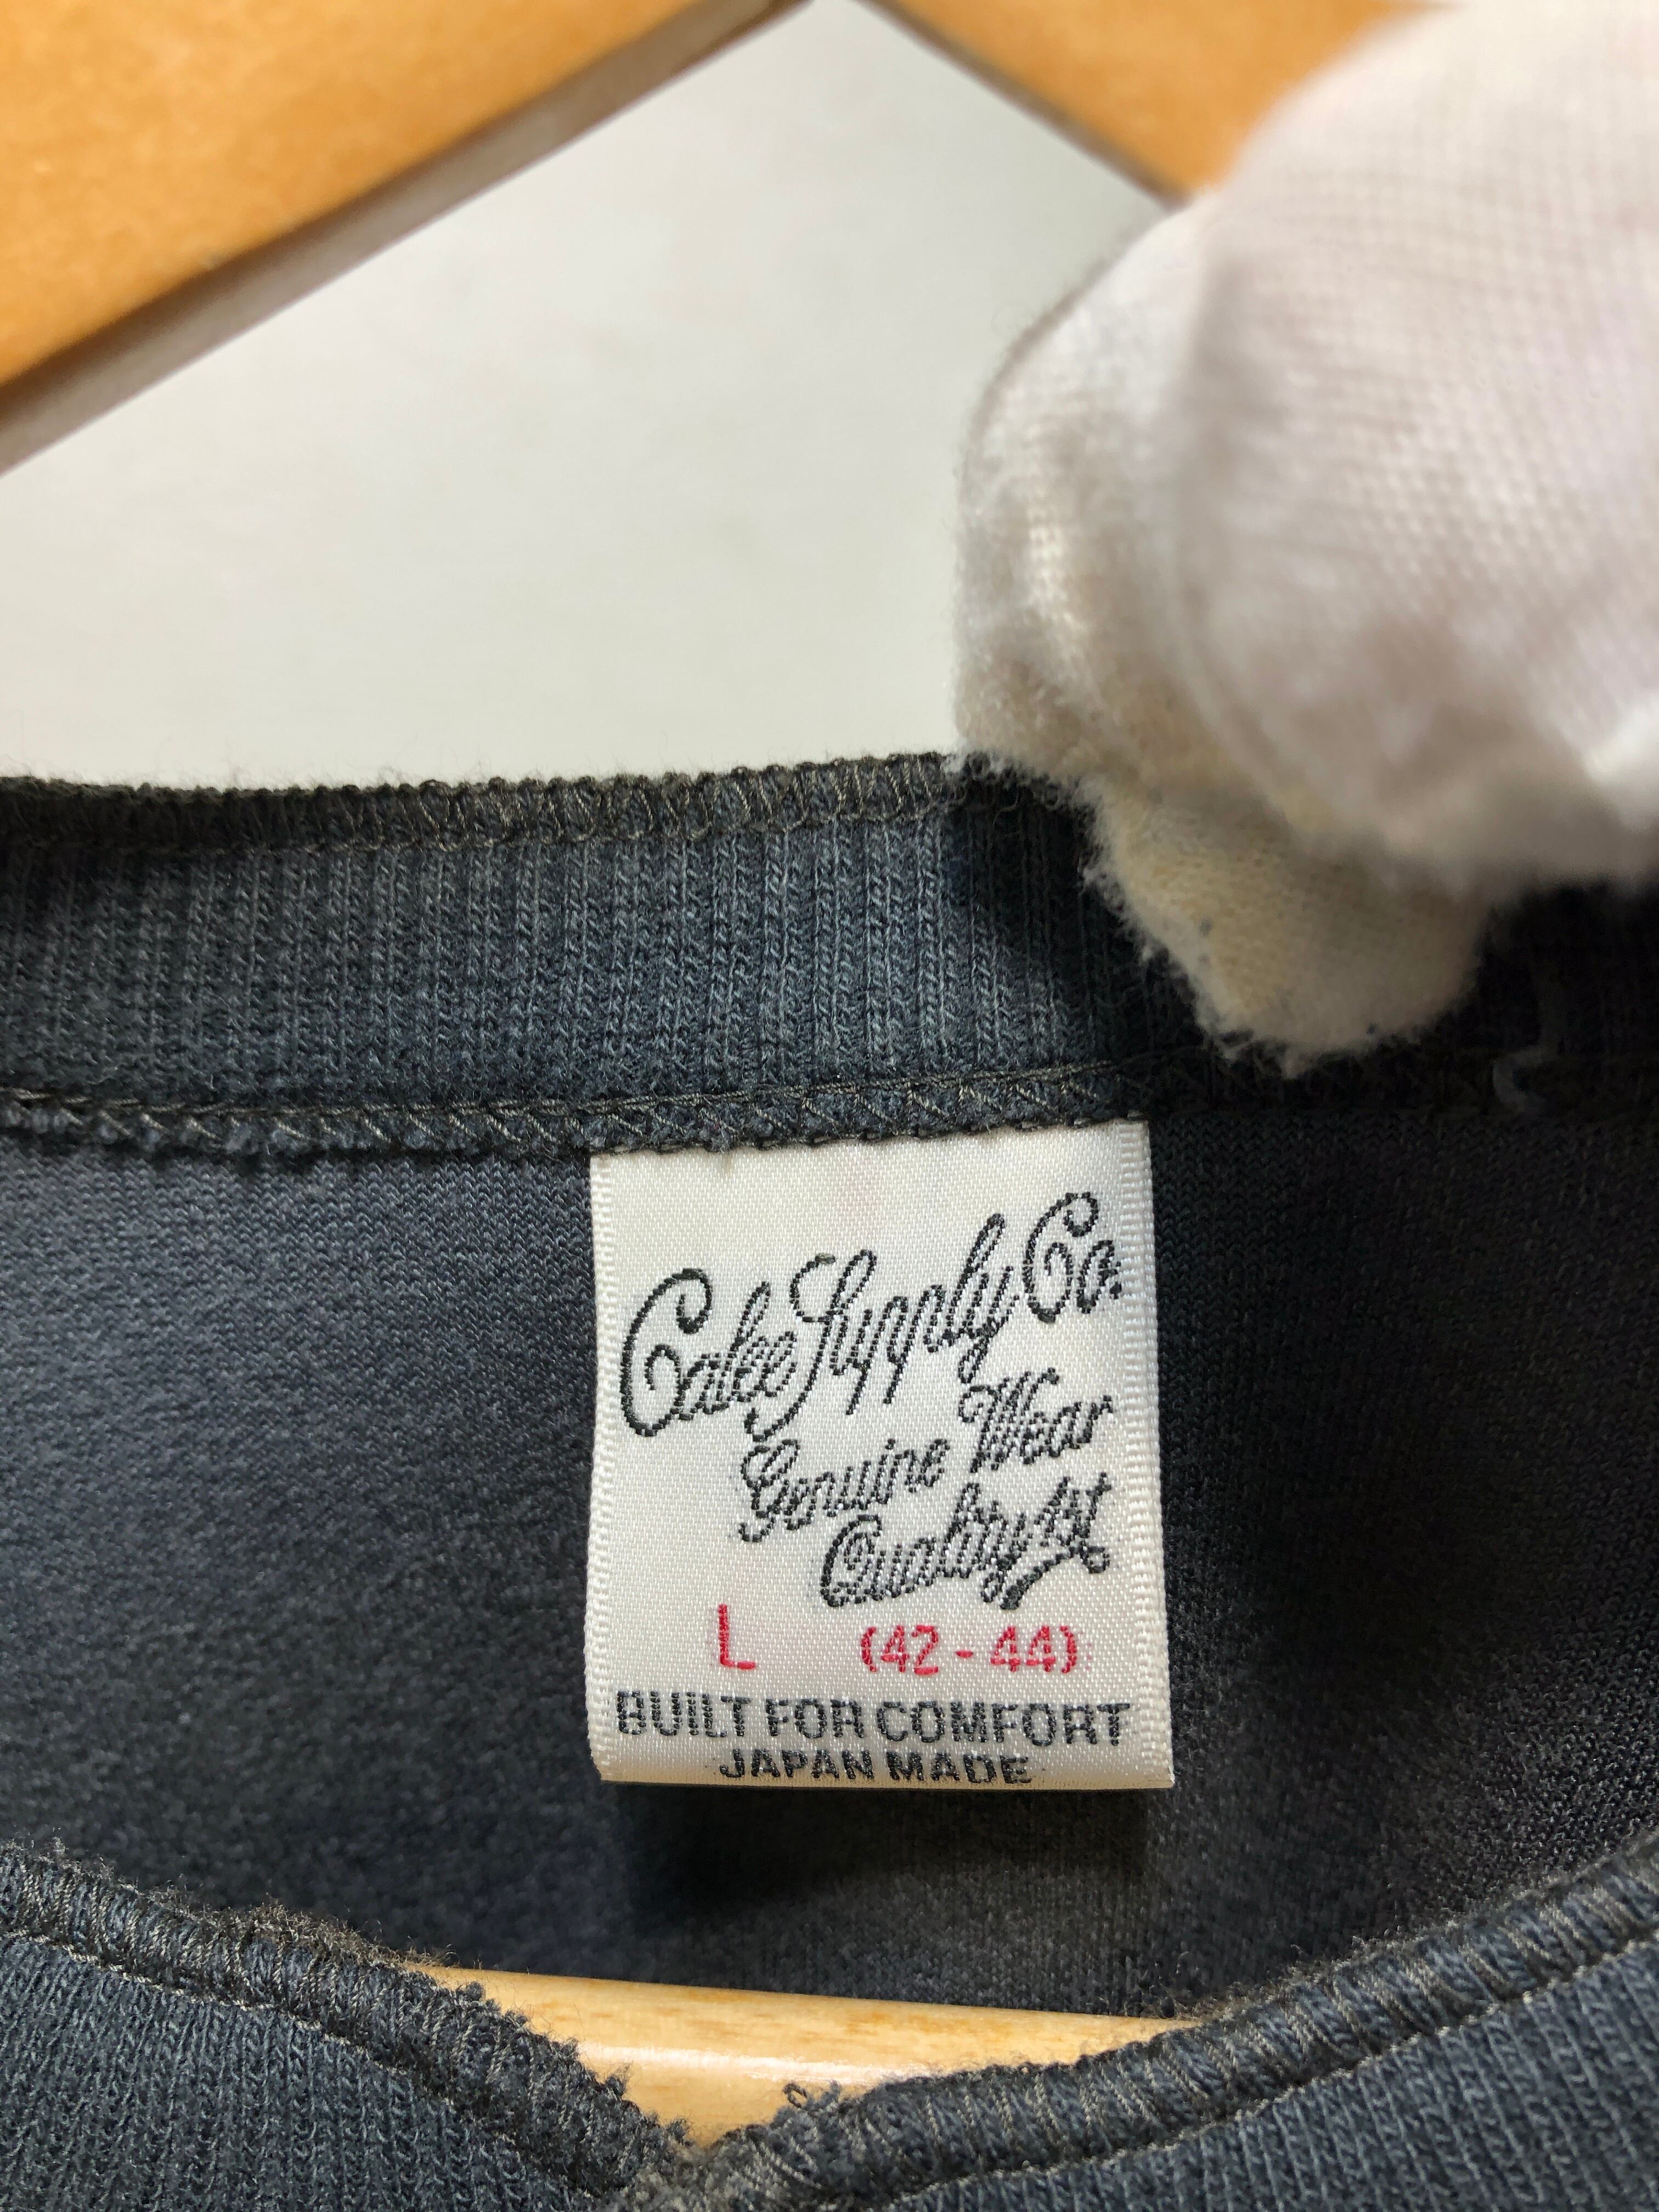 Calee Supply Co.
Genuine Wear
Quality 1st
L (42-44)
BUILT FOR COMFORT
JAPAN MADE